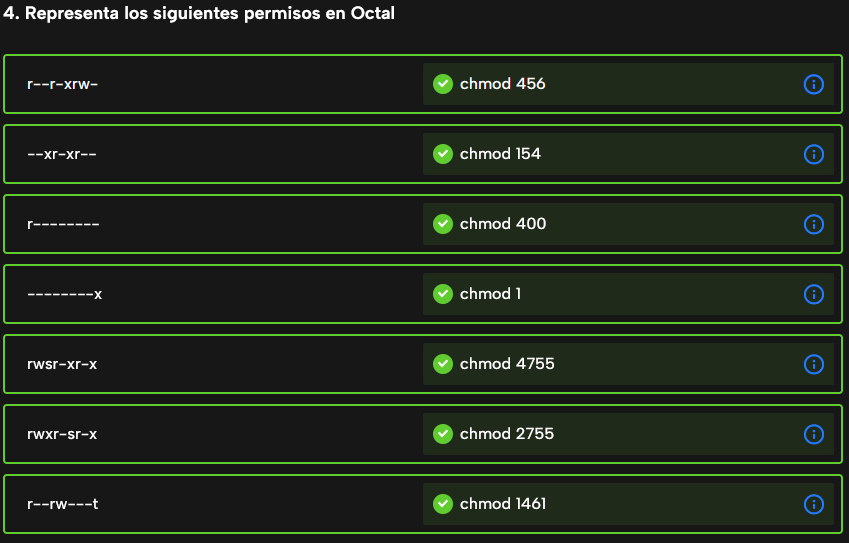 4. Representa los siguientes permisos en Octal
r--r-xrw-
chmod 456
--xr-xr--
chmod 154
r--------
chmod 400
--------x
chmod 1
rwsr-xr-x
chmod 4755
rwxr-sr-x
chmod 2755
r--rw---t
chmod 1461